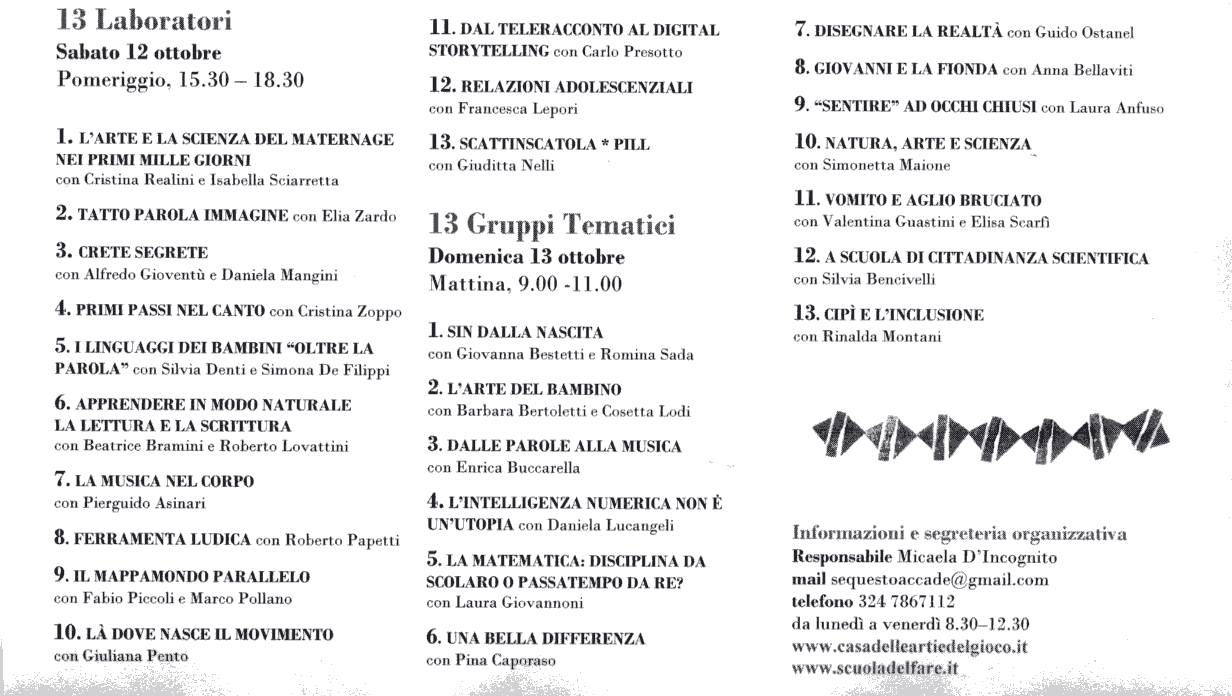 13 Laboratori
Sabato 12 ottobre
Pomeriggio, 15.30 – 18.30
1. L'ARTE E LA SCIENZA DEL MATERNAGE
NEI PRIMI MILLE GIORNI
con Cristina Realini e Isabella Sciarretta
2. TATTO PAROLA IMMAGINE con Elia Zardo
3. CRETE SEGRETE
con Alfredo Gioventù e Daniela Mangini
4. PRIMI PASSI NEL CANTO con Cristina Zoppo
5. I LINGUAGGI DEI BAMBINI “OLTRE LA
PAROLA” con Silvia Denti e Simona De Filippi
6. APPRENDERE IN MODO NATURALE
LA LETTURA E LA SCRITTURA
con Beatrice Bramini e Roberto Lovattini
7. LA MUSICA NEL CORPO
con Pierguido Asinari
8. FERRAMENTA LUDICA con Roberto Papetti
9. IL MAPPAMONDO PARALLELO
con Fabio Piccoli e Marco Pollano
10. LÀ DOVE NASCE IL MOVIMENTO
con Giuliana Pento
11. DAL TELERACCONTO AL DIGITAL
STORYTELLING con Carlo Presotto
12. RELAZIONI ADOLESCENZIALI
con Francesca Lepori
13. SCATTINSCATOLA * PILL
con Giuditta Nelli
13 Gruppi Tematici
Domenica 13 ottobre
Mattina, 9.00 -11.00
1. SIN DALLA NASCITA
con Giovanna Bestetti e Romina Sada
2. L'ARTE DEL BAMBINO
con Barbara Bertoletti e Cosetta Lodi
3. DALLE PAROLE ALLA MUSICA
con Enrica Buccarella
4. L'INTELLIGENZA NUMERICA NON È
UN'UTOPIA con Daniela Lucangeli
5. LA MATEMATICA: DISCIPLINA DA
SCOLARO O PASSATEMPO DA RE?
con Laura Giovannoni
6. UNA BELLA DIFFERENZA
con Pina Caporaso
7. DISEGNARE LA REALTÀ con Guido Ostanel
8. GIOVANNI E LA FIONDA con Anna Bellaviti
9. “SENTIRE” AD OCCHI CHIUSI con Laura Anfuso
10. NATURA, ARTE E SCIENZA
con Simonetta Maione
11. VOMITO E AGLIO BRUCIATO
con Valentina Guastini e Elisa Scarfì
12. A SCUOLA DI CITTADINANZA SCIENTIFICA
con Silvia Bencivelli
13. CIPÌ E L'INCLUSIONE
con Rinalda Montani
Informazioni e segreteria organizzativa
Responsabile Micaela D'Incognito
mail sequestoaccade@gmail.com
telefono 324 7867112
da lunedì a venerdì 8.30–12.30
www.casadelleartiedelgioco.it
www.scuoladelfare.it